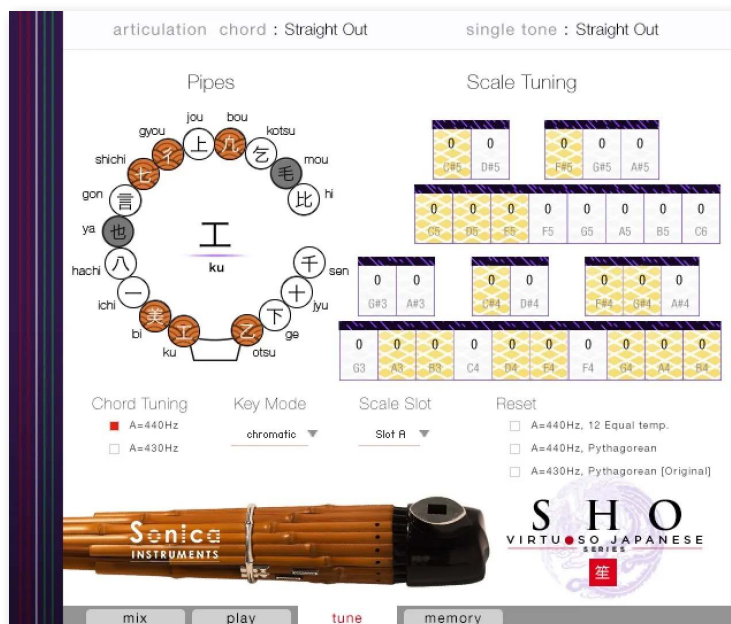 articulation chord : Straight Out
single tone : Straight Out
Pipes
Scale Tuning
jou
bou
gyou
kotsu
shichi
mou
gon
hi
ya
hachi
sen
ichi
jyu
bi
ge
ku
otsu
上
九
乞
毛
比
千
十
下
乙
工
美
一
八
也
言
七
彳
工
ku
0 0
C#5 D#5
0 0 0
F#5 G#5 A#5
0 0 0 0 0 0 0 0
C5 D5 E5 F5 G5 A5 B5 C6
0 0
G#3 A#3
0 0
C#4 D#4
0 0 0
F#4 G#4 A#4
0 0 0 0 0 0 0 0 0 0
G3 A3 B3 C4 D4 E4 F4 G4 A4 B4
Chord Tuning
A=440Hz
A=430Hz
Key Mode
chromatic
Scale Slot
Slot A
Reset
A=440Hz, 12 Equal temp.
A=440Hz, Pythagorean
A=430Hz, Pythagorean [Original]
Sonica
INSTRUMENTS
SHO
VIRTUOSO JAPANESE
SERIES
笙
mix
play
tune
memory